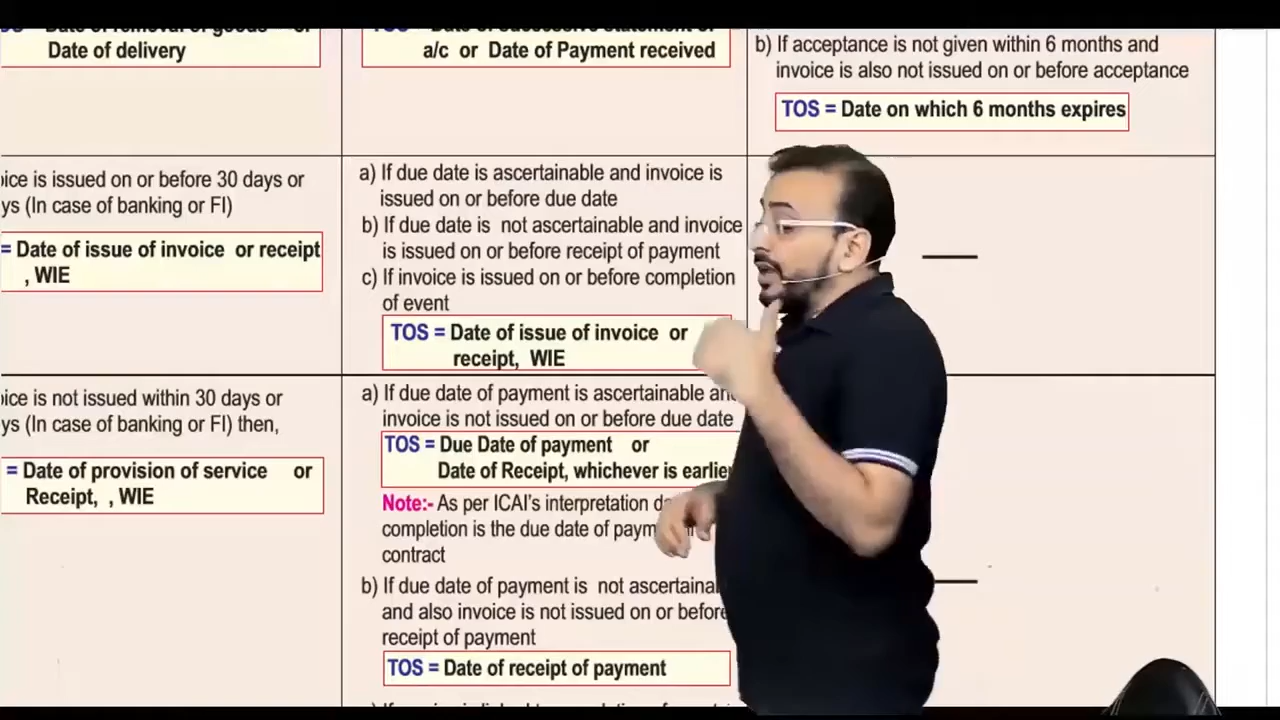 Date of delivery
a/c or Date of Payment received
b) If acceptance is not given within 6 months and
invoice is also not issued on or before acceptance
TOS = Date on which 6 months expires
oice is issued on or before 30 days or
ys (In case of banking or FI)
= Date of issue of invoice or receipt
, WIE
a) If due date is ascertainable and invoice is
issued on or before due date
b) If due date is not ascertainable and invoice
is issued on or before receipt of payment
c) If invoice is issued on or before completion
of event
TOS = Date of issue of invoice or
receipt, WIE
oice is not issued within 30 days or
ys (In case of banking or FI) then,
= Date of provision of service or
Receipt, , WIE
a) If due date of payment is ascertainable and
invoice is not issued on or before due date
TOS = Due Date of payment or
Date of Receipt, whichever is earlier
Note:- As per ICAI's interpretation
completion is the due date of
contract
b) If due date of payment is not
and also invoice is not issued on or before
receipt of payment
TOS = Date of receipt of payment